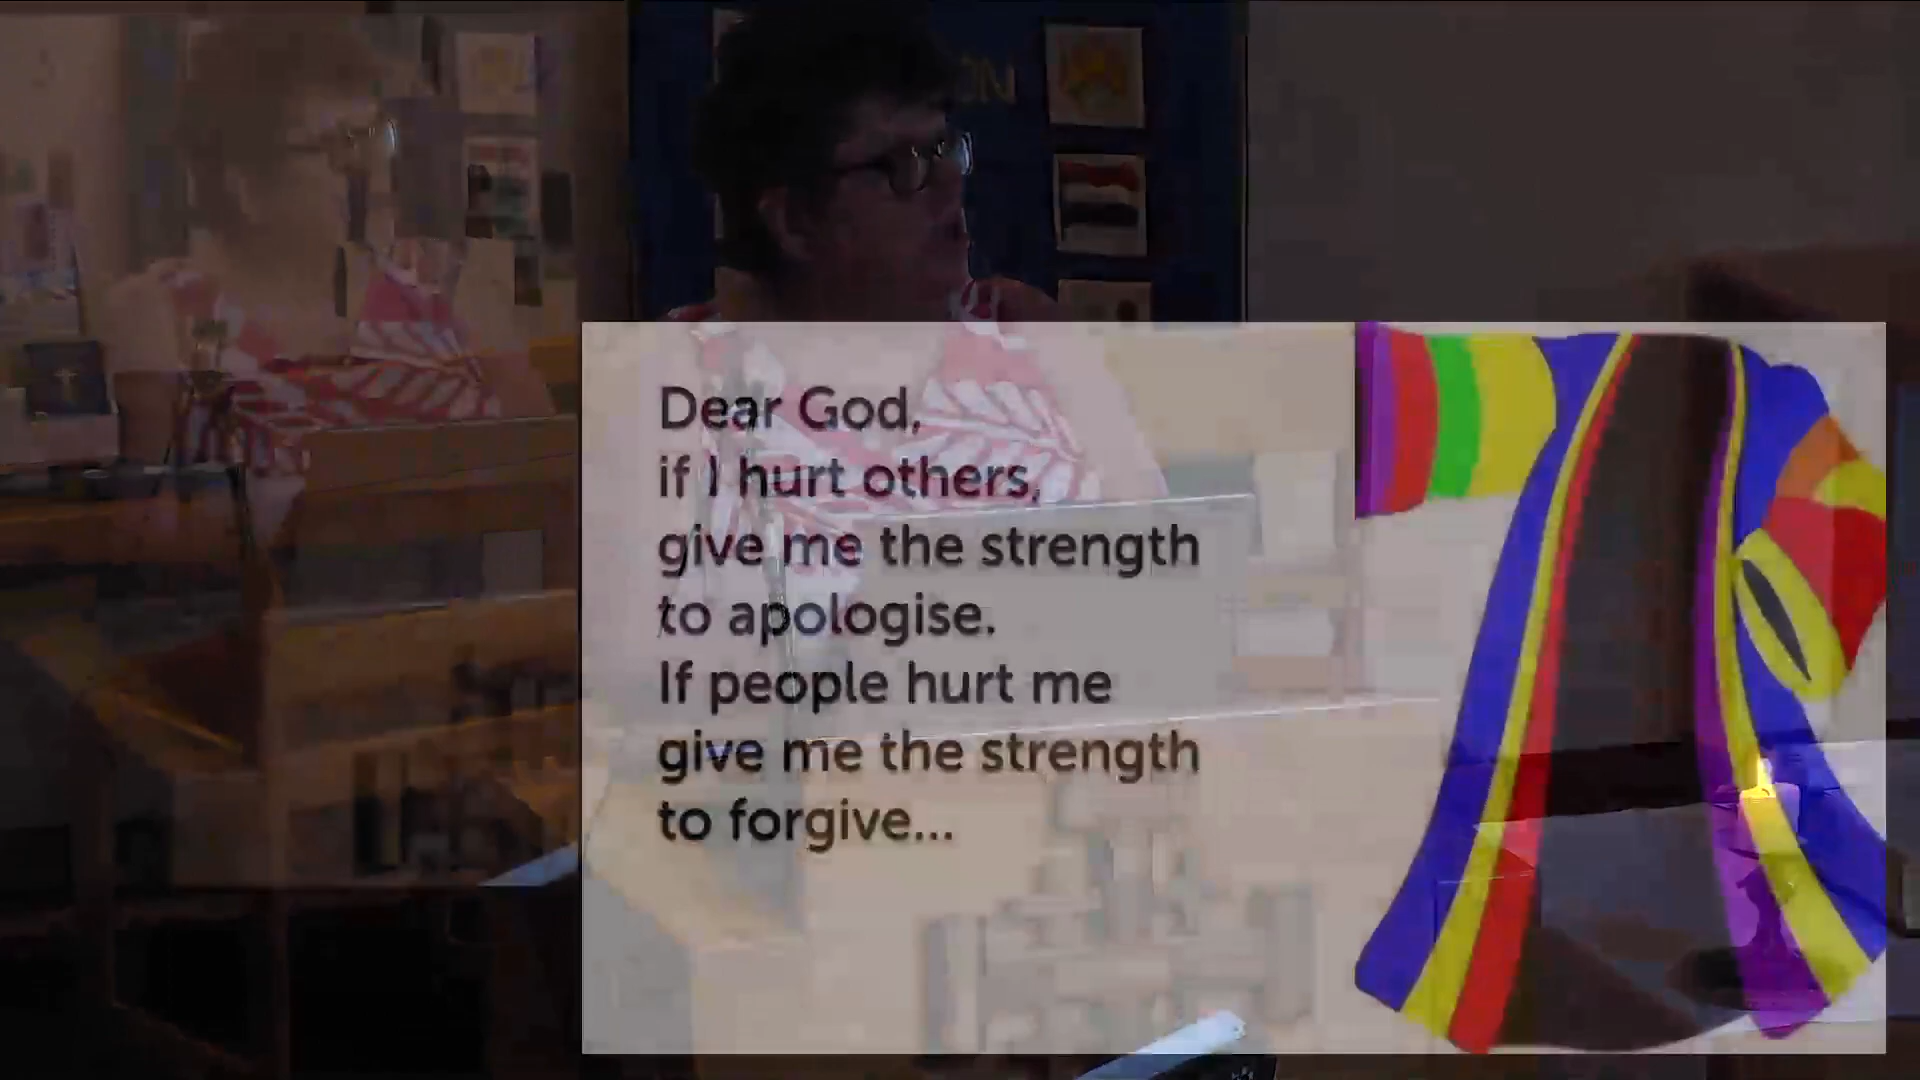 Dear God,
if I hurt others,
give me the strength
to apologise.
If people hurt me
give me the strength
to forgive...